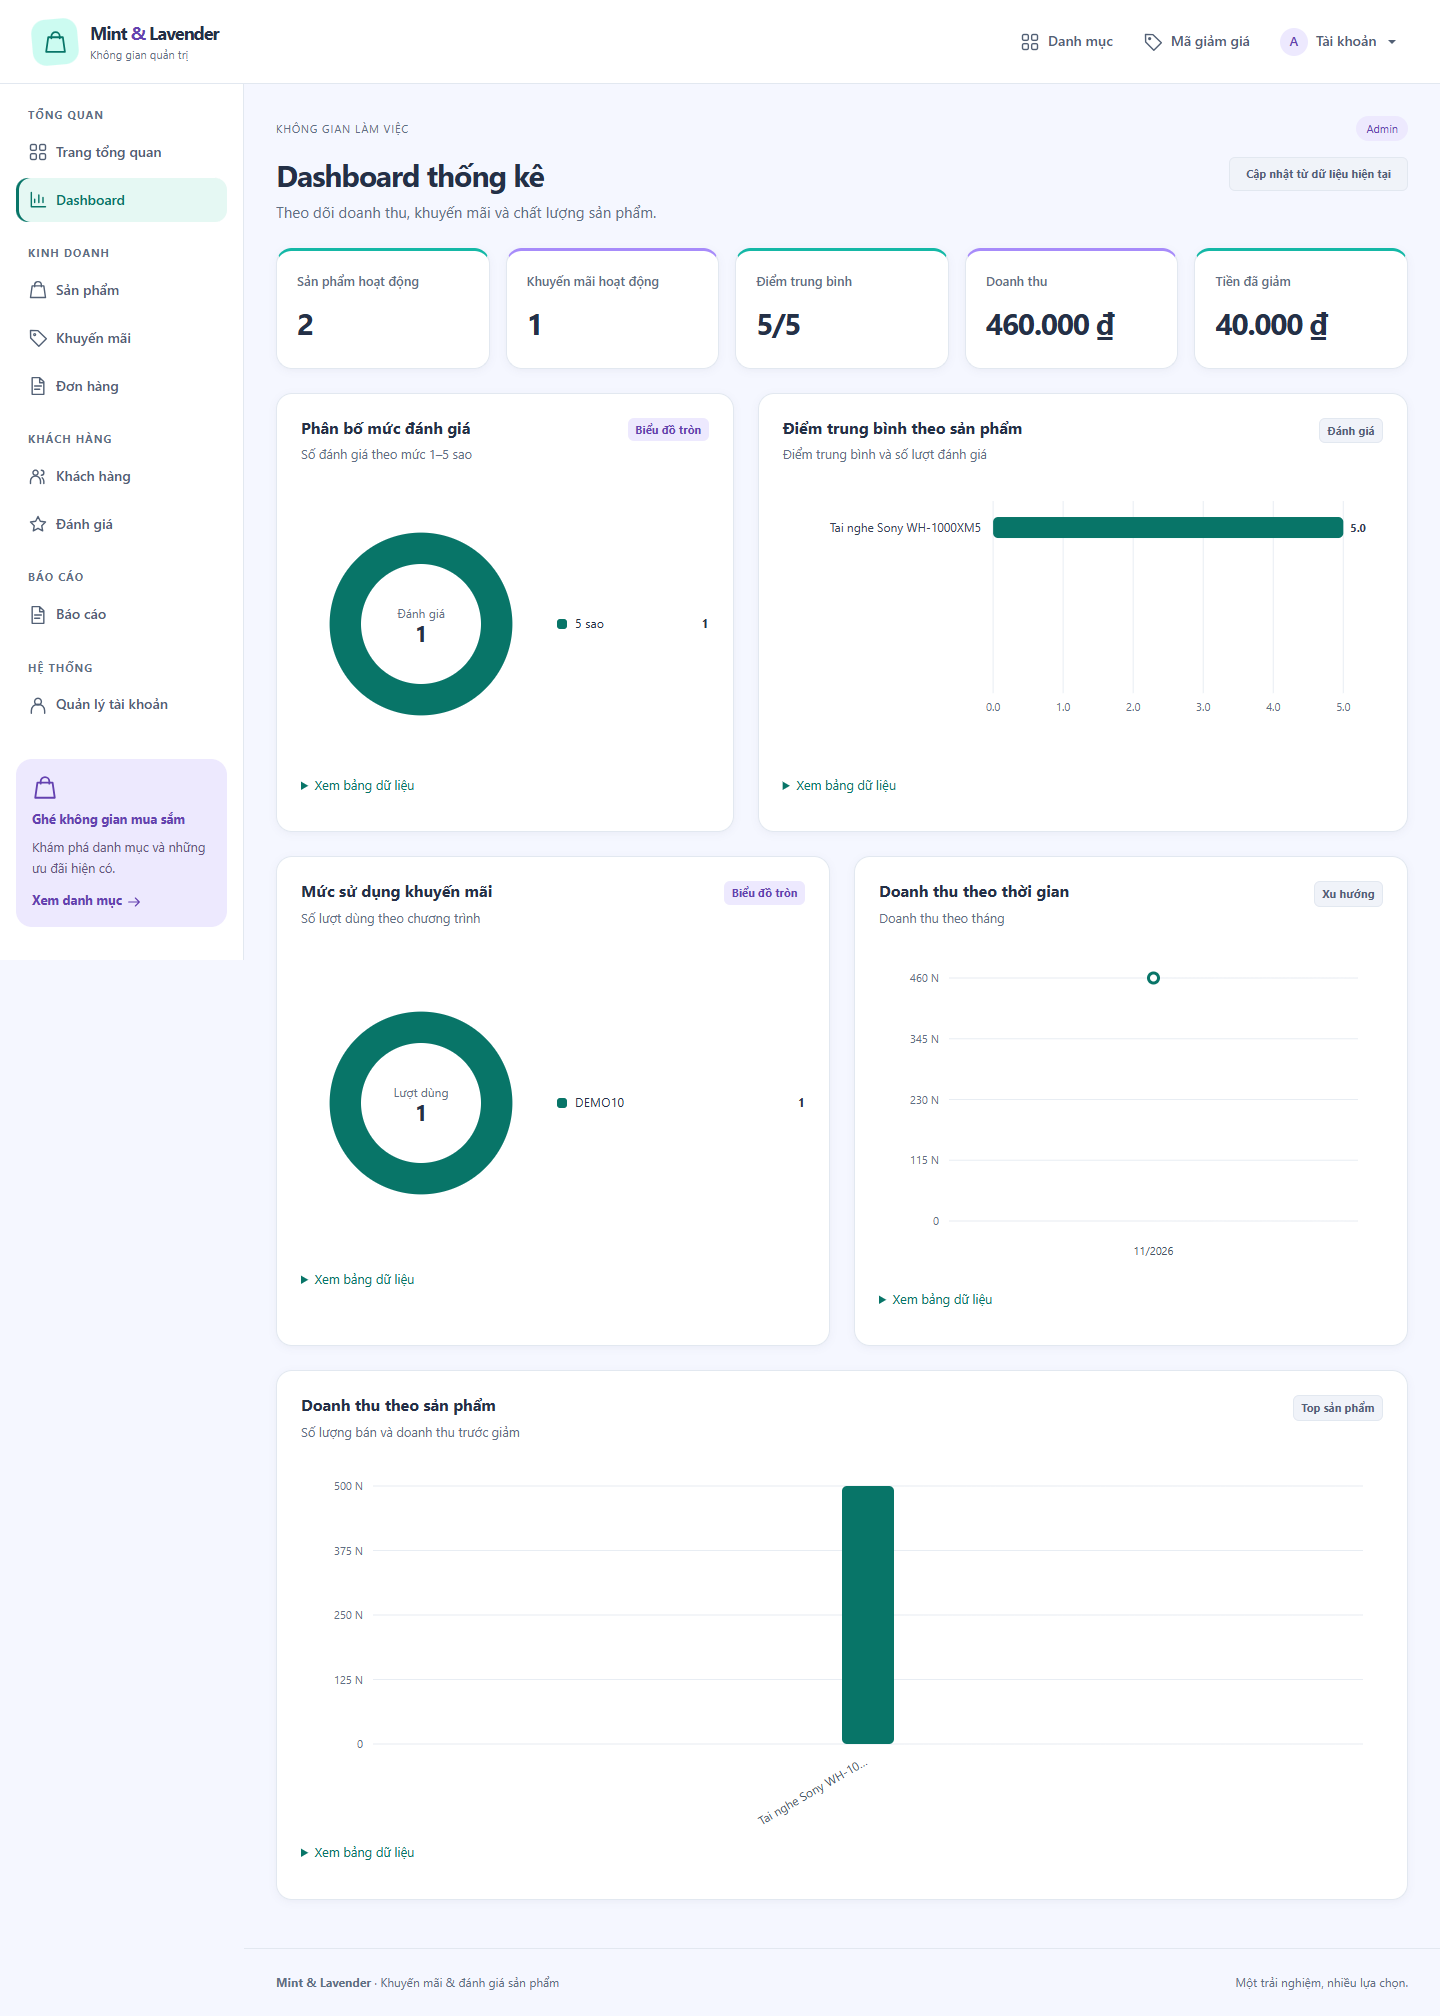 Mint & Lavender
Không gian quản trị
Danh mục
Mã giảm giá
A
Tài khoản
TỔNG QUAN
Trang tổng quan
Dashboard
KINH DOANH
Sản phẩm
Khuyến mãi
Đơn hàng
KHÁCH HÀNG
Khách hàng
Đánh giá
BÁO CÁO
Báo cáo
HỆ THỐNG
Quản lý tài khoản
Ghé không gian mua sắm
Khám phá danh mục và những
ưu đãi hiện có.
Xem danh mục →
KHÔNG GIAN LÀM VIỆC
Admin
Dashboard thống kê
Cập nhật từ dữ liệu hiện tại
Theo dõi doanh thu, khuyến mãi và chất lượng sản phẩm.
Sản phẩm hoạt động
2
Khuyến mãi hoạt động
1
Điểm trung bình
5/5
Doanh thu
460.000 ₫
Tiền đã giảm
40.000 ₫
Phân bố mức đánh giá
Biểu đồ tròn
Số đánh giá theo mức 1–5 sao
Đánh giá
1
5 sao
1
Xem bảng dữ liệu
Điểm trung bình theo sản phẩm
Đánh giá
Điểm trung bình và số lượt đánh giá
Tai nghe Sony WH-1000XM5
5.0
0.0
1.0
2.0
3.0
4.0
5.0
Xem bảng dữ liệu
Mức sử dụng khuyến mãi
Biểu đồ tròn
Số lượt dùng theo chương trình
Lượt dùng
1
DEMO10
1
Xem bảng dữ liệu
Doanh thu theo thời gian
Xu hướng
Doanh thu theo tháng
460 N
345 N
230 N
115 N
0
11/2026
Xem bảng dữ liệu
Doanh thu theo sản phẩm
Top sản phẩm
Số lượng bán và doanh thu trước giảm
500 N
375 N
250 N
125 N
0
Tai nghe Sony WH-10...
Xem bảng dữ liệu
Mint & Lavender · Khuyến mãi & đánh giá sản phẩm
Một trải nghiệm, nhiều lựa chọn.